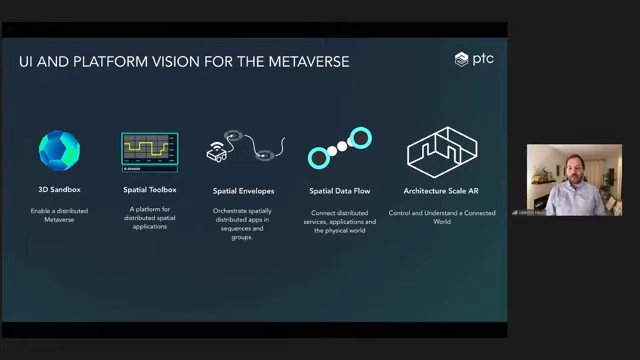 UI AND PLATFORM VISION FOR THE METAVERSE
ptc
3D Sandbox
Enable a distributed
Metaverse
Spatial Toolbox
A platform for
distributed spatial
applications
Spatial Envelopes
Orchestrate spatially
distributed apps in
sequences and
groups.
Spatial Data Flow
Connect distributed
services, applications
and the physical world
Architecture Scale AR
Control and Understand a Connected
World